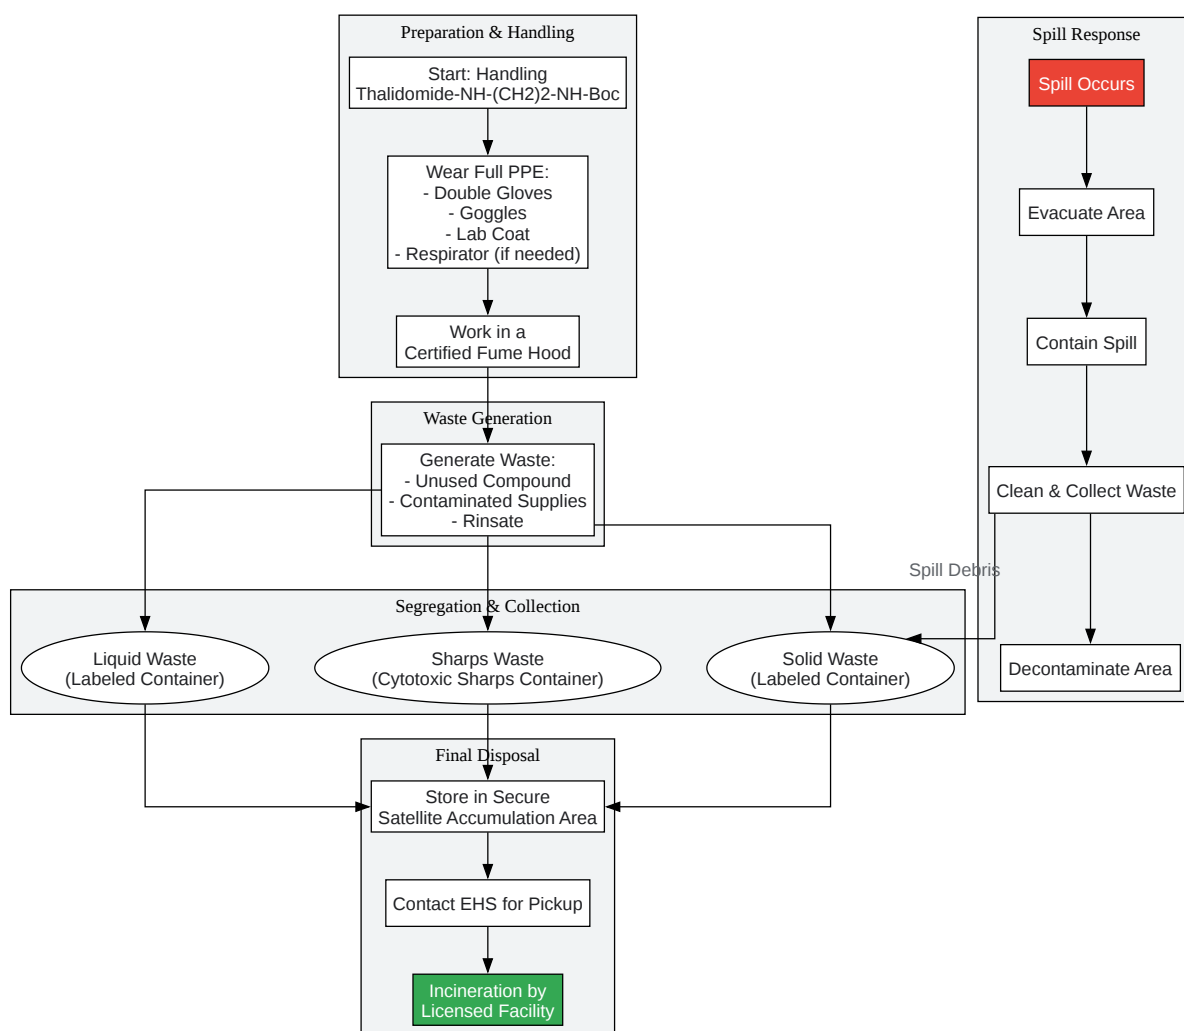 Preparation & Handling
Start: Handling
Thalidomide-NH-(CH2)2-NH-Boc
Wear Full PPE:
- Double Gloves
- Goggles
- Lab Coat
- Respirator (if needed)
Work in a
Certified Fume Hood
Waste Generation
Generate Waste:
- Unused Compound
- Contaminated Supplies
- Rinsate
Segregation & Collection
Liquid Waste
(Labeled Container)
Sharps Waste
(Cytotoxic Sharps Container)
Solid Waste
(Labeled Container)
Final Disposal
Store in Secure
Satellite Accumulation Area
Contact EHS for Pickup
Incineration by
Licensed Facility
Spill Response
Spill Occurs
Evacuate Area
Contain Spill
Clean & Collect Waste
Spill Debris
Decontaminate Area